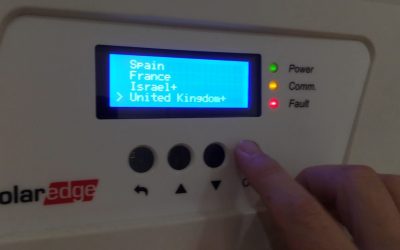 Spain
France
Israel+
> United Kingdom+
Power
Comm.
Fault
olaredge